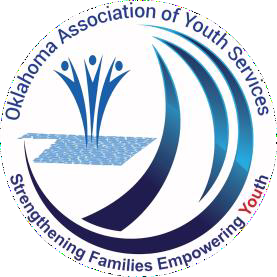 Oklahoma Association of Youth Services
Strengthening Families Empowering Youth